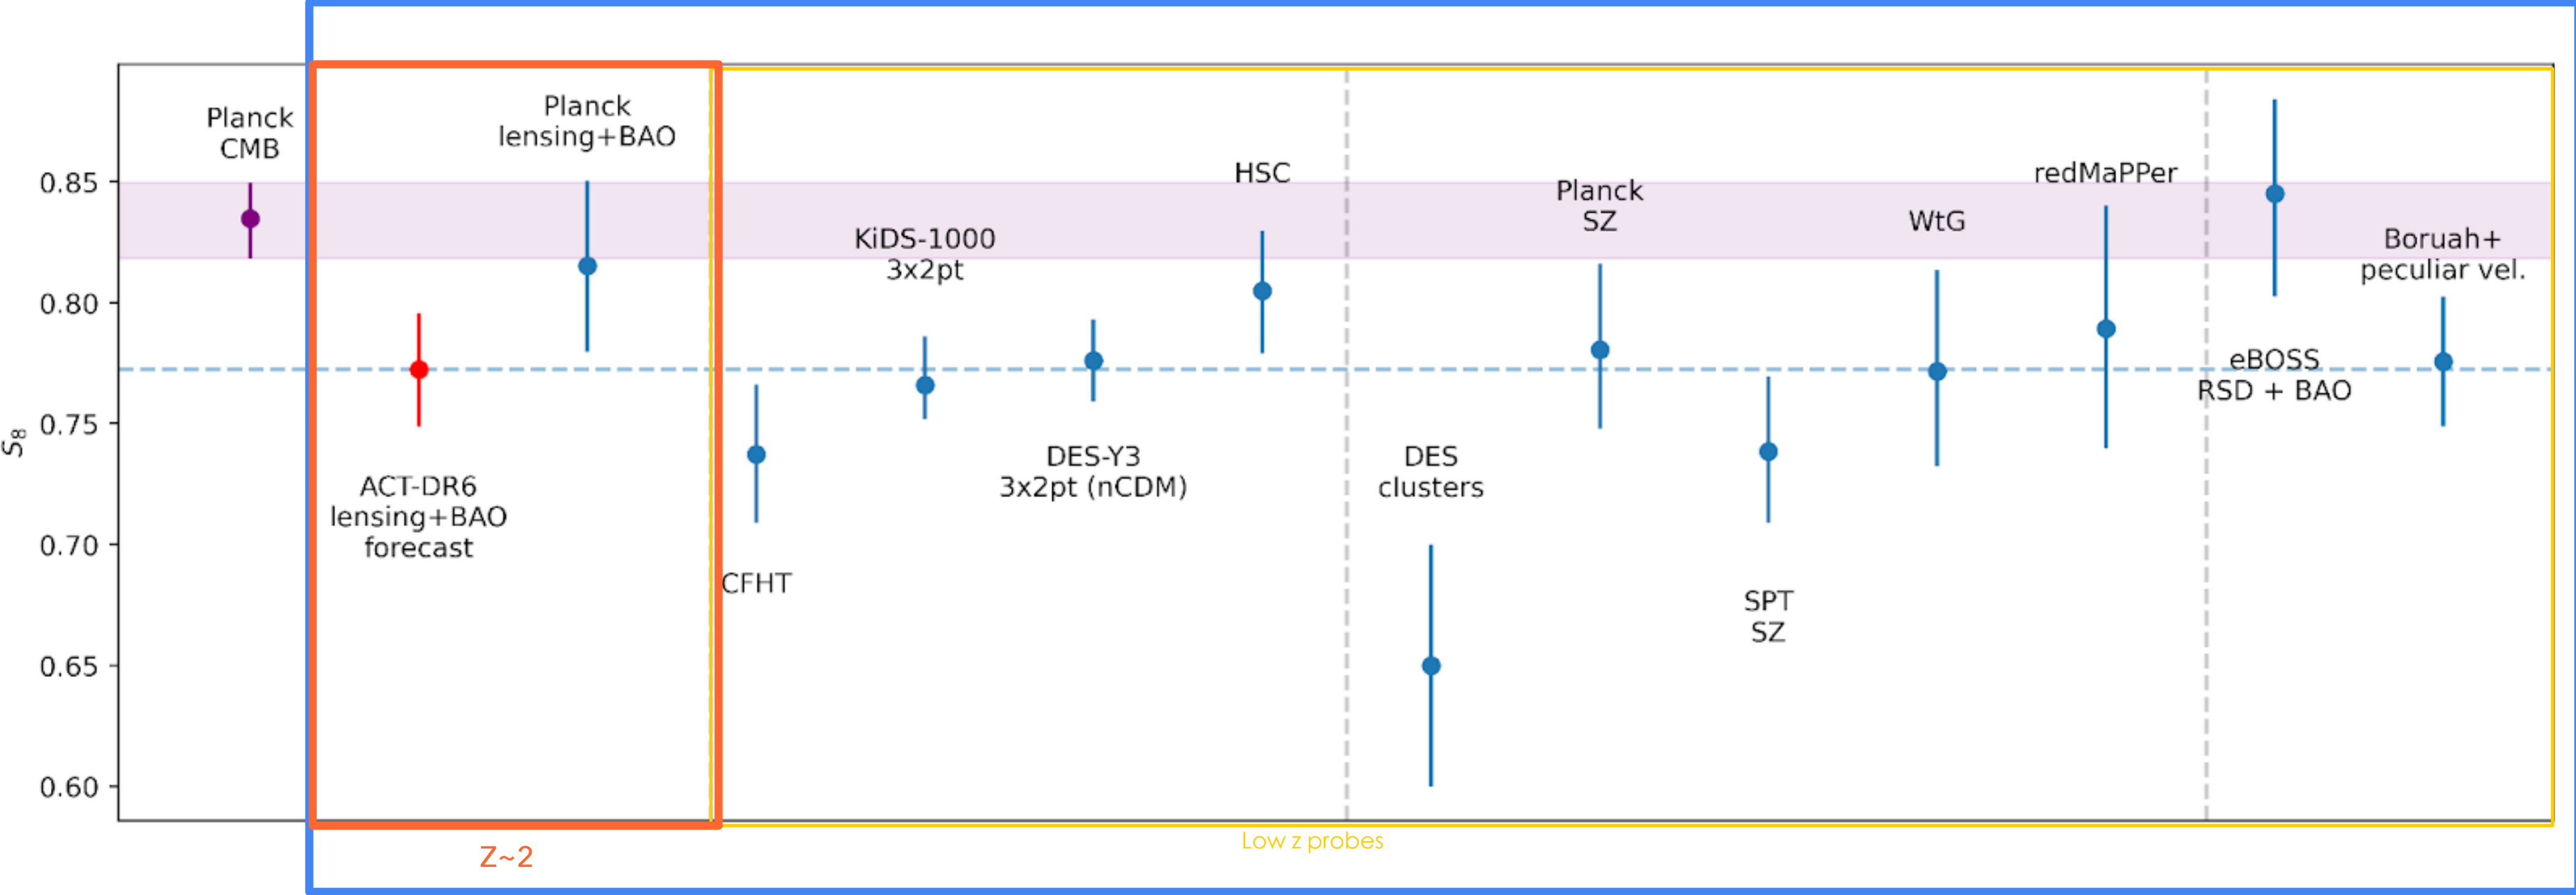 Planck
CMB
Planck
lensing+BAO
HSC
Planck
SZ
redMaPPer
WtG
KiDS-1000
3x2pt
Boruah+
peculiar vel.
eBOSS
RSD + BAO
DES-Y3
3x2pt (nCDM)
DES
clusters
ACT-DR6
lensing+BAO
forecast
CFHT
SPT
SZ
0.85
0.80
0.75
0.70
0.65
0.60
S₈
Low z probes
Z~2